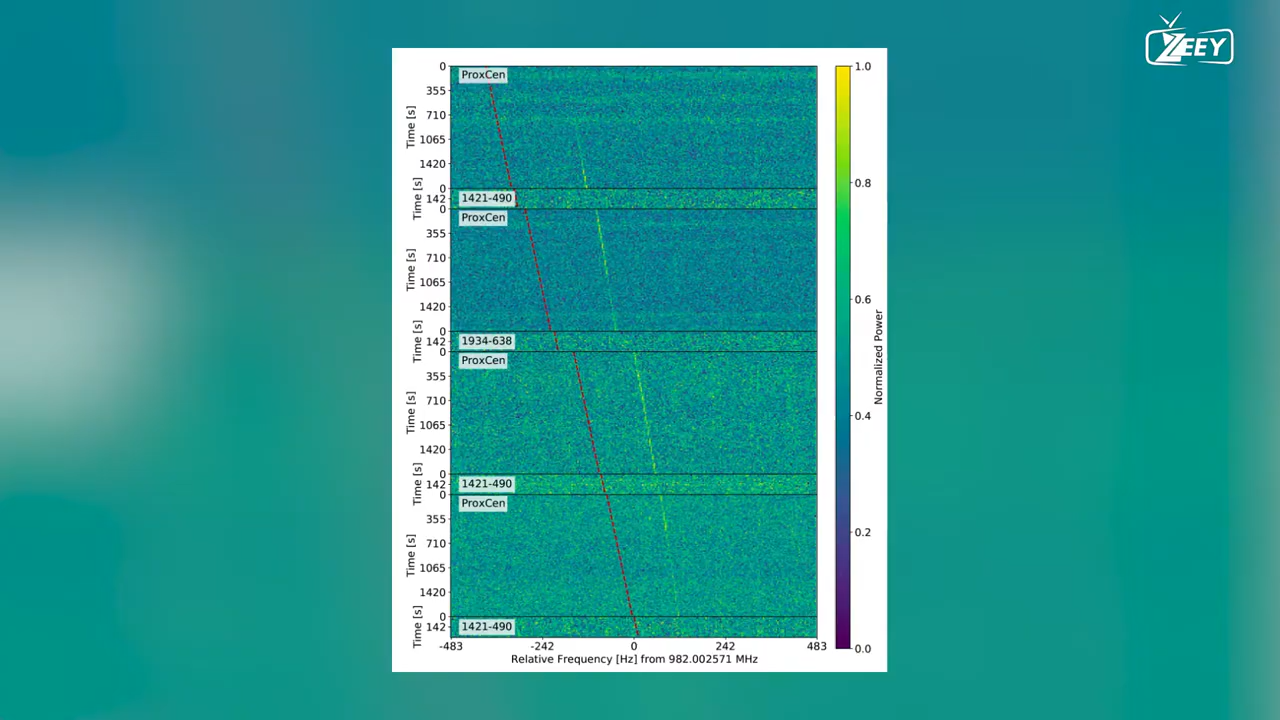 ZEEY
0
ProxCen
355
710
1065
1420
Time [s]
0
1421-490
142
Time [s]
0
ProxCen
355
710
1065
1420
Time [s]
0
1934-638
142
Time [s]
0
ProxCen
355
710
1065
1420
Time [s]
0
1421-490
142
Time [s]
0
ProxCen
355
710
1065
1420
Time [s]
0
1421-490
142
Time [s]
-483 -242 0 242 483
Relative Frequency [Hz] from 982.002571 MHz
1.0
0.8
0.6
0.4
0.2
0.0
Normalized Power